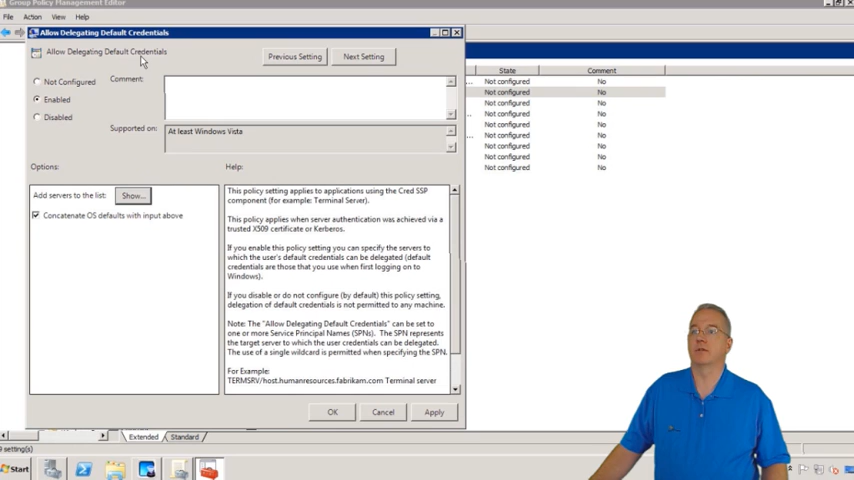 Group Policy Management Editor
File Action View Help
Allow Delegating Default Credentials
Allow Delegating Default Credentials
Previous Setting
Next Setting
Not Configured
Comment:
Enabled
Disabled
Supported on:
At least Windows Vista
Options:
Help:
Add servers to the list: Show...
Concatenate OS defaults with input above
This policy setting applies to applications using the Cred SSP
component (for example: Terminal Server).
This policy applies when server authentication was achieved via a
trusted X509 certificate or Kerberos.
If you enable this policy setting you can specify the servers to
which the user's default credentials can be delegated (default
credentials are those that you use when first logging on to
Windows).
If you disable or do not configure (by default) this policy setting,
delegation of default credentials is not permitted to any machine.
Note: The "Allow Delegating Default Credentials" can be set to
one or more Service Principal Names (SPNs). The SPN represents
the target server to which the user credentials can be delegated.
The use of a single wildcard is permitted when specifying the SPN.
For Example:
TERMSRV/host.humanresources.fabrikam.com Terminal server
OK
Cancel
Apply
State Comment
... Not configured No
Not configured No
Not configured No
.. Not configured No
Not configured No
... Not configured No
Not configured No
Not configured No
Not configured No
Extended Standard
setting(s)
Start